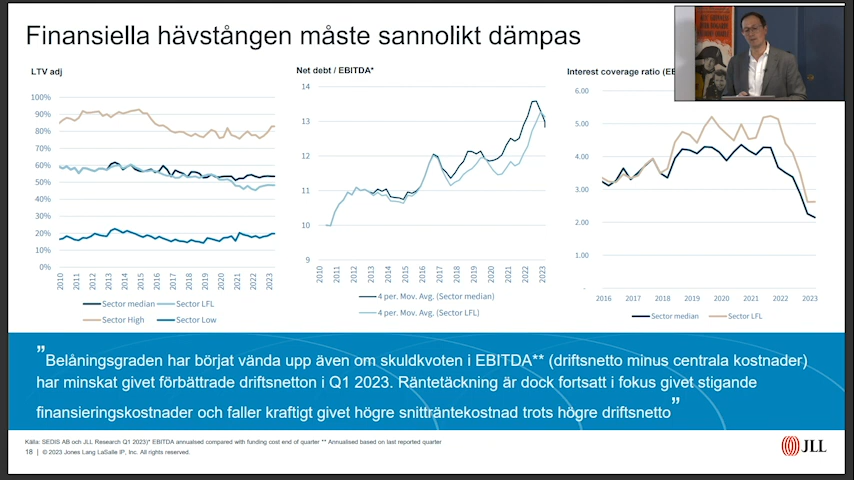 Finansiella hävstången måste sannolikt dämpas
LTV adj
100%
90%
80%
70%
60%
50%
40%
30%
20%
10%
0%
2010 2011 2012 2013 2014 2015 2016 2017 2018 2019 2020 2021 2022 2023
Sector median Sector LFL
Sector High Sector Low
Net debt / EBITDA*
14
13
12
11
10
9
2010 2011 2012 2013 2014 2015 2016 2017 2018 2019 2020 2021 2022 2023
4 per. Mov. Avg. (Sector median)
4 per. Mov. Avg. (Sector LFL)
Interest coverage ratio (EB
6.00
5.00
4.00
3.00
2.00
1.00
-
2016 2017 2018 2019 2020 2021 2022 2023
Sector median Sector LFL
”Belåningsgraden har börjat vända upp även om skuldkvoten i EBITDA** (driftsnetto minus centrala kostnader)
har minskat givet förbättrade driftsnetton i Q1 2023. Räntetäckning är dock fortsatt i fokus givet stigande
finansieringskostnader och faller kraftigt givet högre snitträntekostnad trots högre driftsnetto”
Källa: SEDIS AB och JLL Research Q1 2023)* EBITDA annualised compared with funding cost end of quarter ** Annualised based on last reported quarter
18 | © 2023 Jones Lang LaSalle IP, Inc. All rights reserved.
JLL